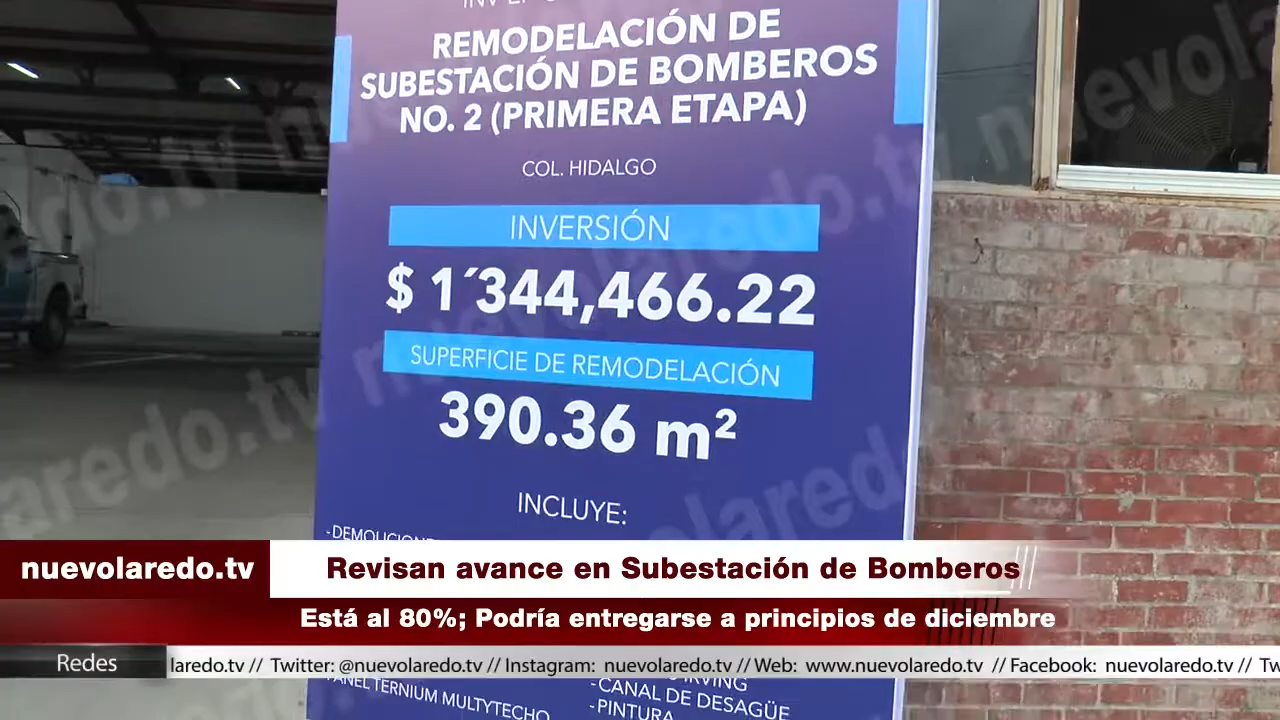 REMODELACIÓN DE
SUBESTACIÓN DE BOMBEROS
NO. 2 (PRIMERA ETAPA)
COL. HIDALGO
INVERSIÓN
$ 1´344,466.22
SUPERFICIE DE REMODELACIÓN
390.36 m²
INCLUYE:
nuevolaredo.tv
Revisan avance en Subestación de Bomberos
Está al 80%; Podría entregarse a principios de diciembre
Redes
laredo.tv // Twitter: @nuevolaredo.tv // Instagram: nuevolaredo.tv // Web: www.nuevolaredo.tv // Facebook: nuevolaredo.tv // Tw
PANEL TERNIUM MULTYTECHO
-CANAL DE DESAGÜE
-PINTURA